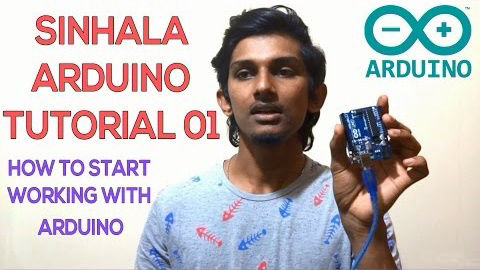 SINHALA
ARDUINO
TUTORIAL 01
HOW TO START
WORKING WITH
ARDUINO
ARDUINO